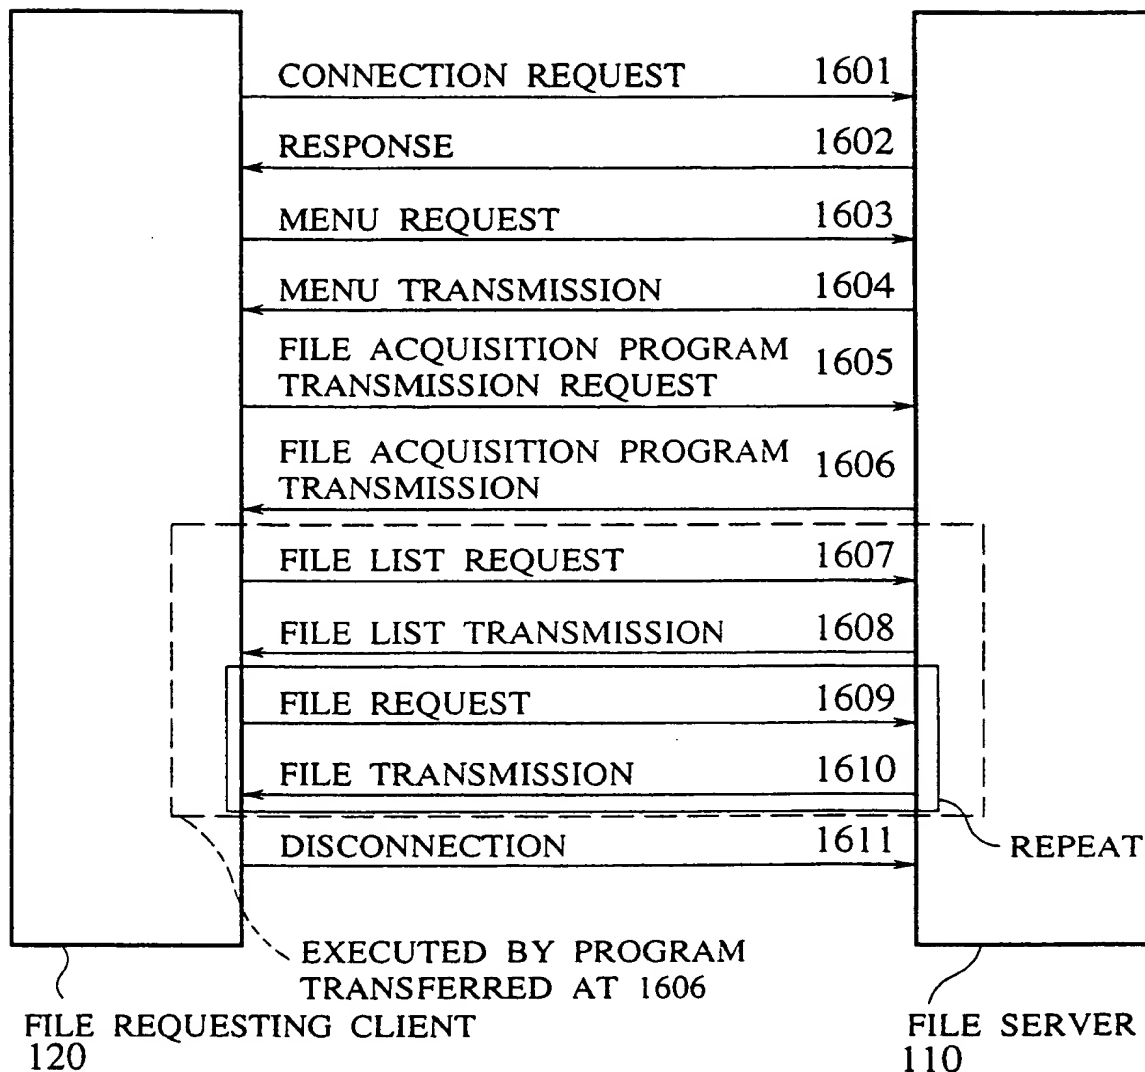 CONNECTION REQUEST 1601
RESPONSE 1602
MENU REQUEST 1603
MENU TRANSMISSION 1604
FILE ACQUISITION PROGRAM
TRANSMISSION REQUEST 1605
FILE ACQUISITION PROGRAM
TRANSMISSION 1606
FILE LIST REQUEST 1607
FILE LIST TRANSMISSION 1608
FILE REQUEST 1609
FILE TRANSMISSION 1610
DISCONNECTION 1611
REPEAT
EXECUTED BY PROGRAM
TRANSFERRED AT 1606
FILE REQUESTING CLIENT
120
FILE SERVER
110